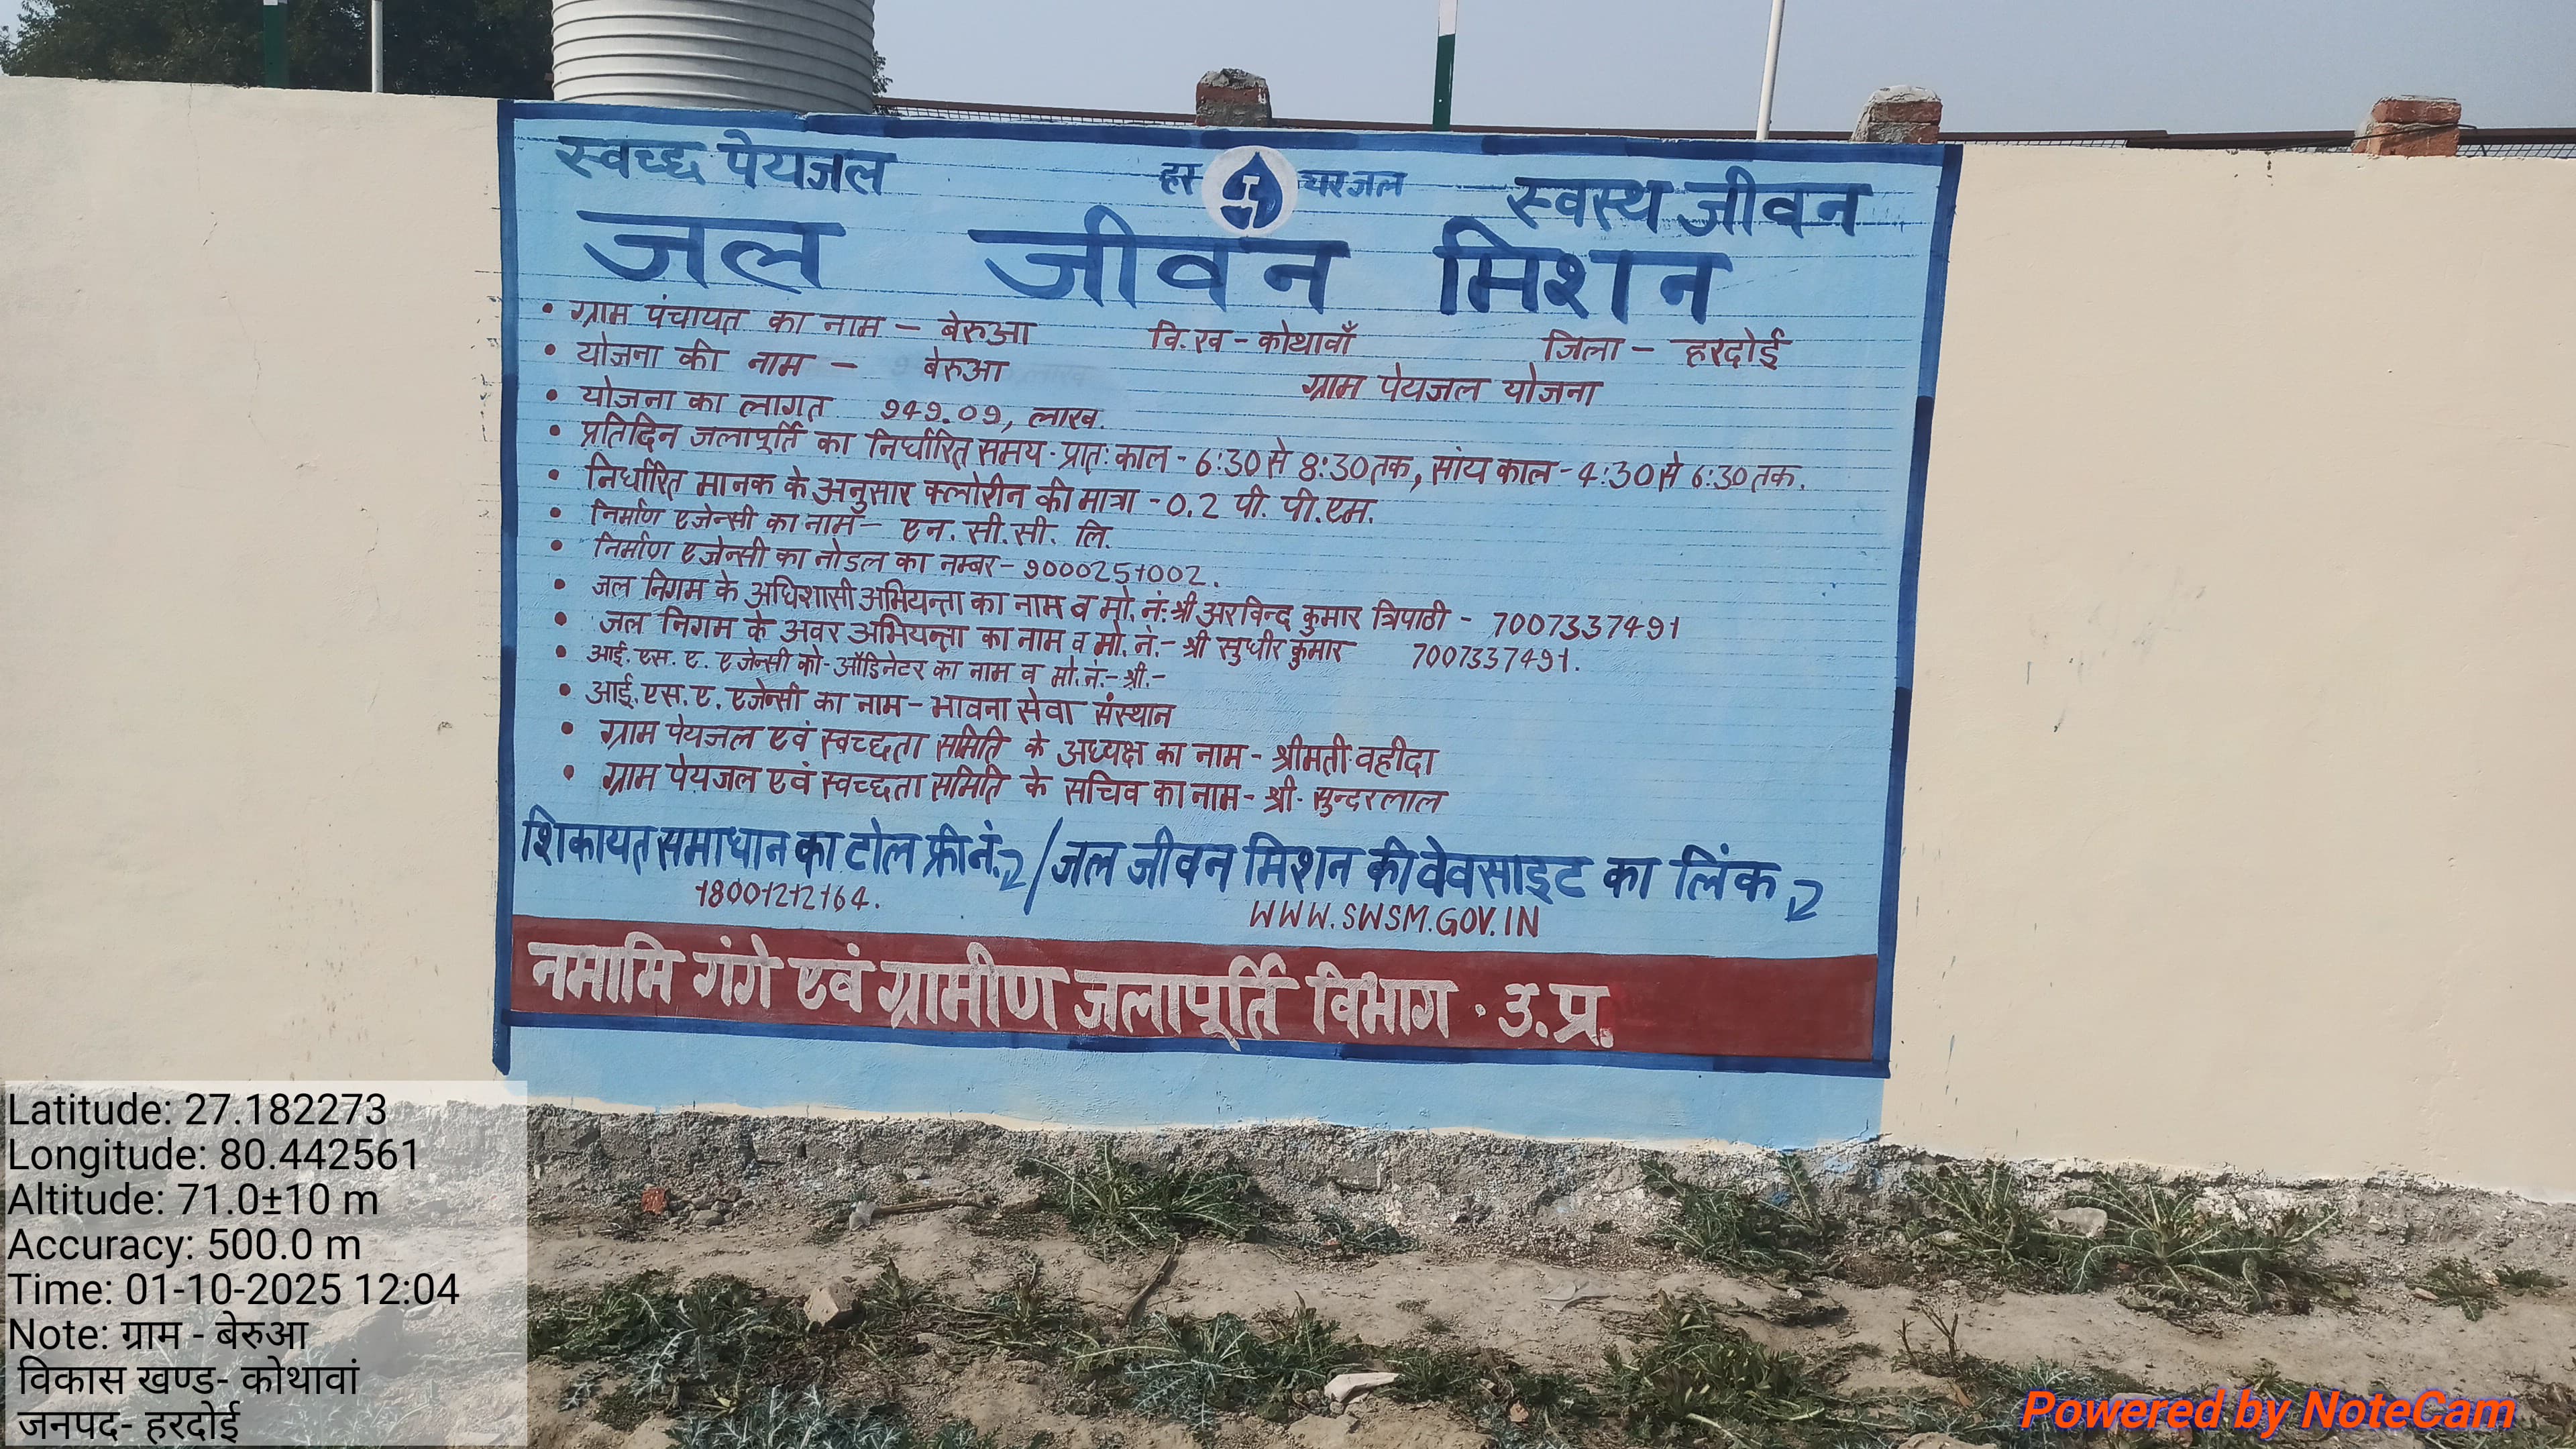 स्वच्छ पेयजल
हर घर जल
स्वस्थ जीवन
जल जीवन मिशन
• ग्राम पंचायत का नाम – बेरुआ वि.ख - कोथावाँ जिला – हरदोई
• योजना की नाम – बेरुआ ग्राम पेयजल योजना
• योजना का लागत 949.09, लाख.
• प्रतिदिन जलापूर्ति का निर्धारित समय - प्रातः काल - 6:30 से 8:30 तक, सांय काल - 4:30 से 6:30 तक.
• निर्धारित मानक के अनुसार क्लोरीन की मात्रा - 0.2 पी. पी.एम.
• निर्माण एजेन्सी का नाम – एन. सी.सी. लि.
• निर्माण एजेन्सी का नोडल का नम्बर - 9000251002.
• जल निगम के अधिशासी अभियन्ता का नाम व मो. नं:- श्री अरविन्द कुमार त्रिपाठी - 7007337491
• जल निगम के अवर अभियन्ता का नाम व मो. नं.- श्री सुधीर कुमार 7007337491.
• आई. एस. ए. एजेन्सी को-ऑडिनेटर का नाम व मो.नं.- श्री.-
• आई.एस.ए. एजेन्सी का नाम - भावना सेवा संस्थान
• ग्राम पेयजल एवं स्वच्छता समिति के अध्यक्ष का नाम - श्रीमती वहीदा
• ग्राम पेयजल एवं स्वच्छता समिति के सचिव का नाम - श्री- सुन्दरलाल
शिकायत समाधान का टोल फ्री नं. / जल जीवन मिशन की वेवसाइट का लिंक
18001212164.
WWW.SWSM.GOV.IN
नमामि गंगे एवं ग्रामीण जलापूर्ति विभाग · उ.प्र.
Latitude: 27.182273
Longitude: 80.442561
Altitude: 71.0±10 m
Accuracy: 500.0 m
Time: 01-10-2025 12:04
Note: ग्राम - बेरुआ
विकास खण्ड- कोथावां
जनपद- हरदोई
Powered by NoteCam